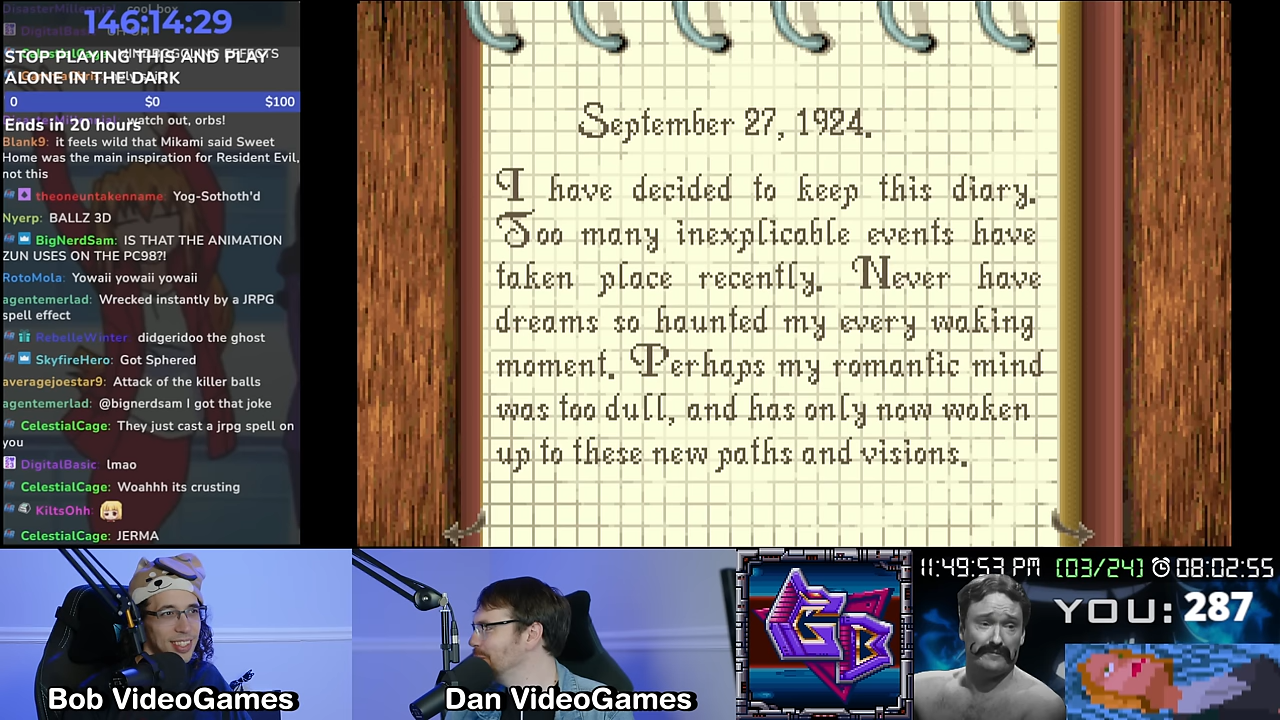 146:14:29
STOP PLAYING THIS AND PLAY
ALONE IN THE DARK
0 $0 $100
Ends in 20 hours
watch out, orbs!
Blank9: it feels wild that Mikami said Sweet
Home was the main inspiration for Resident Evil,
not this
theoneuntakenname: Yog-Sothoth'd
Nyerp: BALLZ 3D
BigNerdSam: IS THAT THE ANIMATION
ZUN USES ON THE PC98?!
RotoMola: Yowaii yowaii yowaii
agentemerlad: Wrecked instantly by a JRPG
spell effect
RebelleWinter: didgeridoo the ghost
SkyfireHero: Got Sphered
averagejoestar9: Attack of the killer balls
agentemerlad: @bignerdsam I got that joke
CelestialCage: They just cast a jrpg spell on
you
DigitalBasic: lmao
CelestialCage: Woahhh its crusting
KiltsOhh:
CelestialCage: JERMA
September 27, 1924.
I have decided to keep this diary.
Too many inexplicable events have
taken place recently. Never have
dreams so haunted my every waking
moment. Perhaps my romantic mind
was too dull, and has only now woken
up to these new paths and visions.
Bob VideoGames
Dan VideoGames
GB
11:49:53 PM [03/24] 08:02:55
YOU: 287